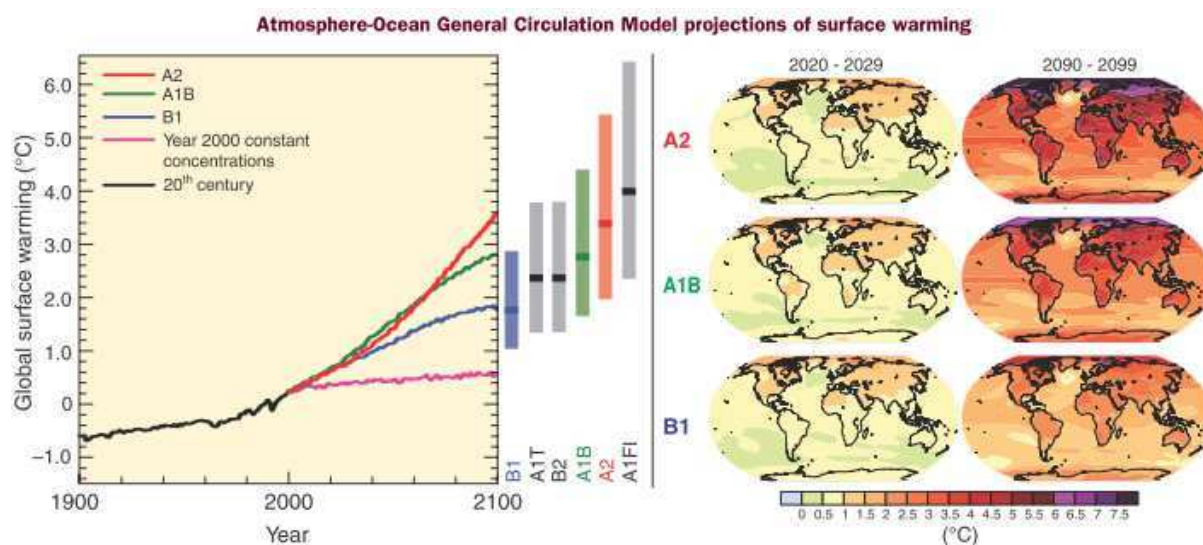 Atmosphere-Ocean General Circulation Model projections of surface warming
Global surface warming (°C)
6.0
5.0
4.0
3.0
2.0
1.0
0
−1.0
A2
A1B
B1
Year 2000 constant
concentrations
20th century
1900
2000
2100
Year
B1
A1T
B2
A1B
A2
A1FI
2020 - 2029
2090 - 2099
A2
A1B
B1
0 0.5 1 1.5 2 2.5 3 3.5 4 4.5 5 5.5 6 6.5 7 7.5
(°C)